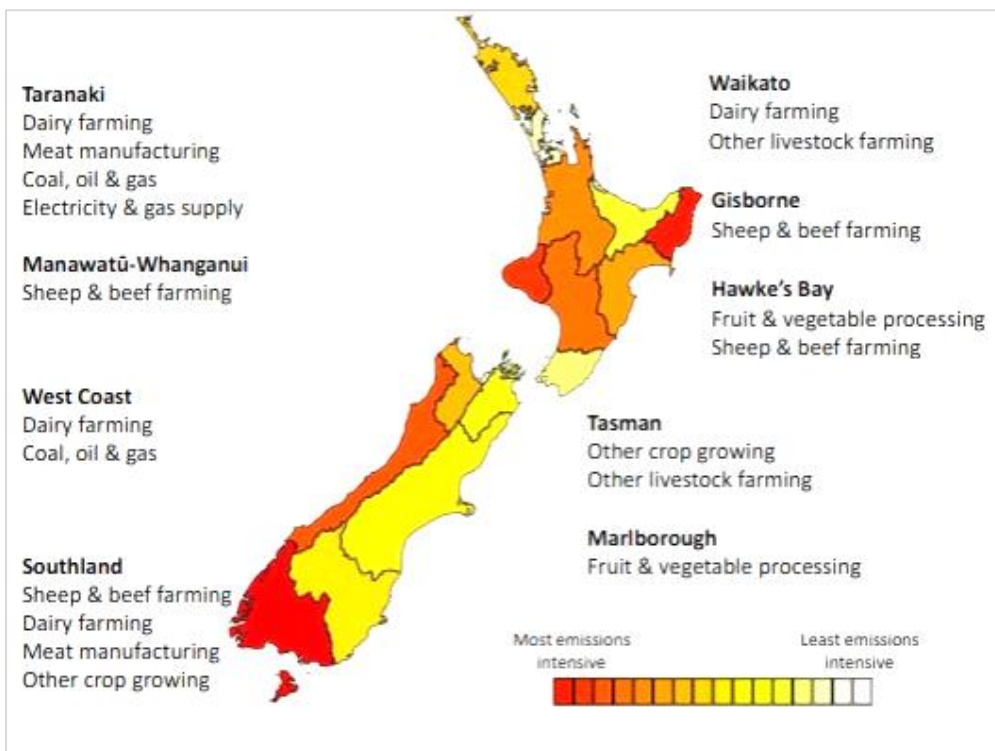 Taranaki
Dairy farming
Meat manufacturing
Coal, oil & gas
Electricity & gas supply
Manawatū-Whanganui
Sheep & beef farming
West Coast
Dairy farming
Coal, oil & gas
Southland
Sheep & beef farming
Dairy farming
Meat manufacturing
Other crop growing
Waikato
Dairy farming
Other livestock farming
Gisborne
Sheep & beef farming
Hawke’s Bay
Fruit & vegetable processing
Sheep & beef farming
Tasman
Other crop growing
Other livestock farming
Marlborough
Fruit & vegetable processing
Most emissions
intensive
Least emissions
intensive